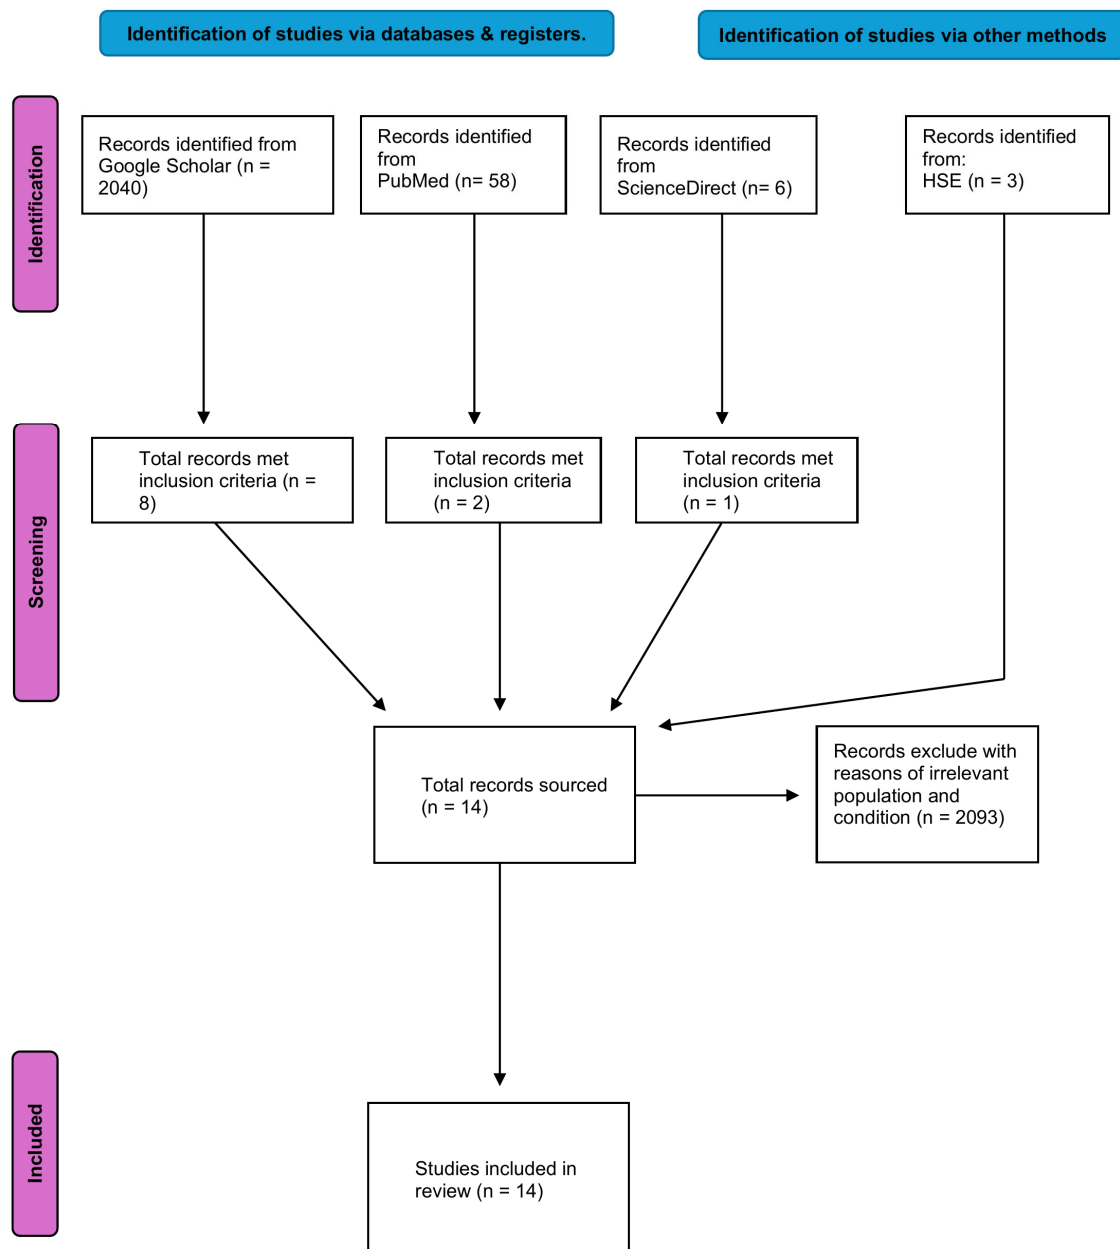 Identification of studies via databases & registers.
Identification of studies via other methods
Identification
Records identified from
Google Scholar (n =
2040)
Records identified
from
PubMed (n= 58)
Records identified
from
ScienceDirect (n= 6)
Records identified
from:
HSE (n = 3)
Screening
Total records met
inclusion criteria (n =
8)
Total records met
inclusion criteria
(n = 2)
Total records met
inclusion criteria
(n = 1)
Total records sourced
(n = 14)
Records exclude with
reasons of irrelevant
population and
condition (n = 2093)
Included
Studies included in
review (n = 14)